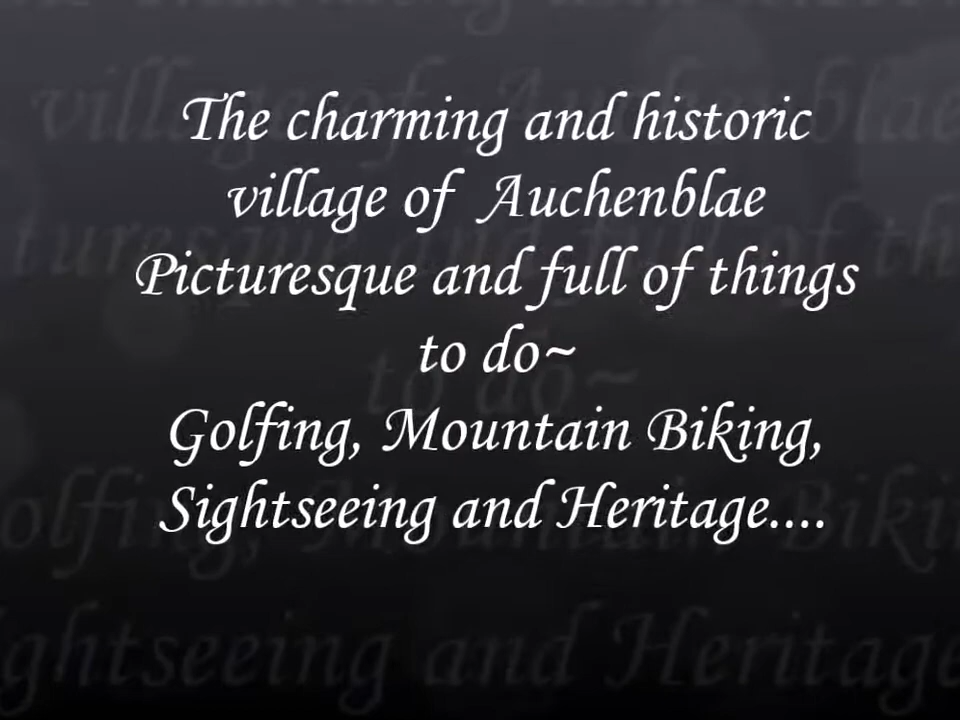 The charming and historic
village of Auchenblae
Picturesque and full of things
to do~
Golfing, Mountain Biking,
Sightseeing and Heritage....